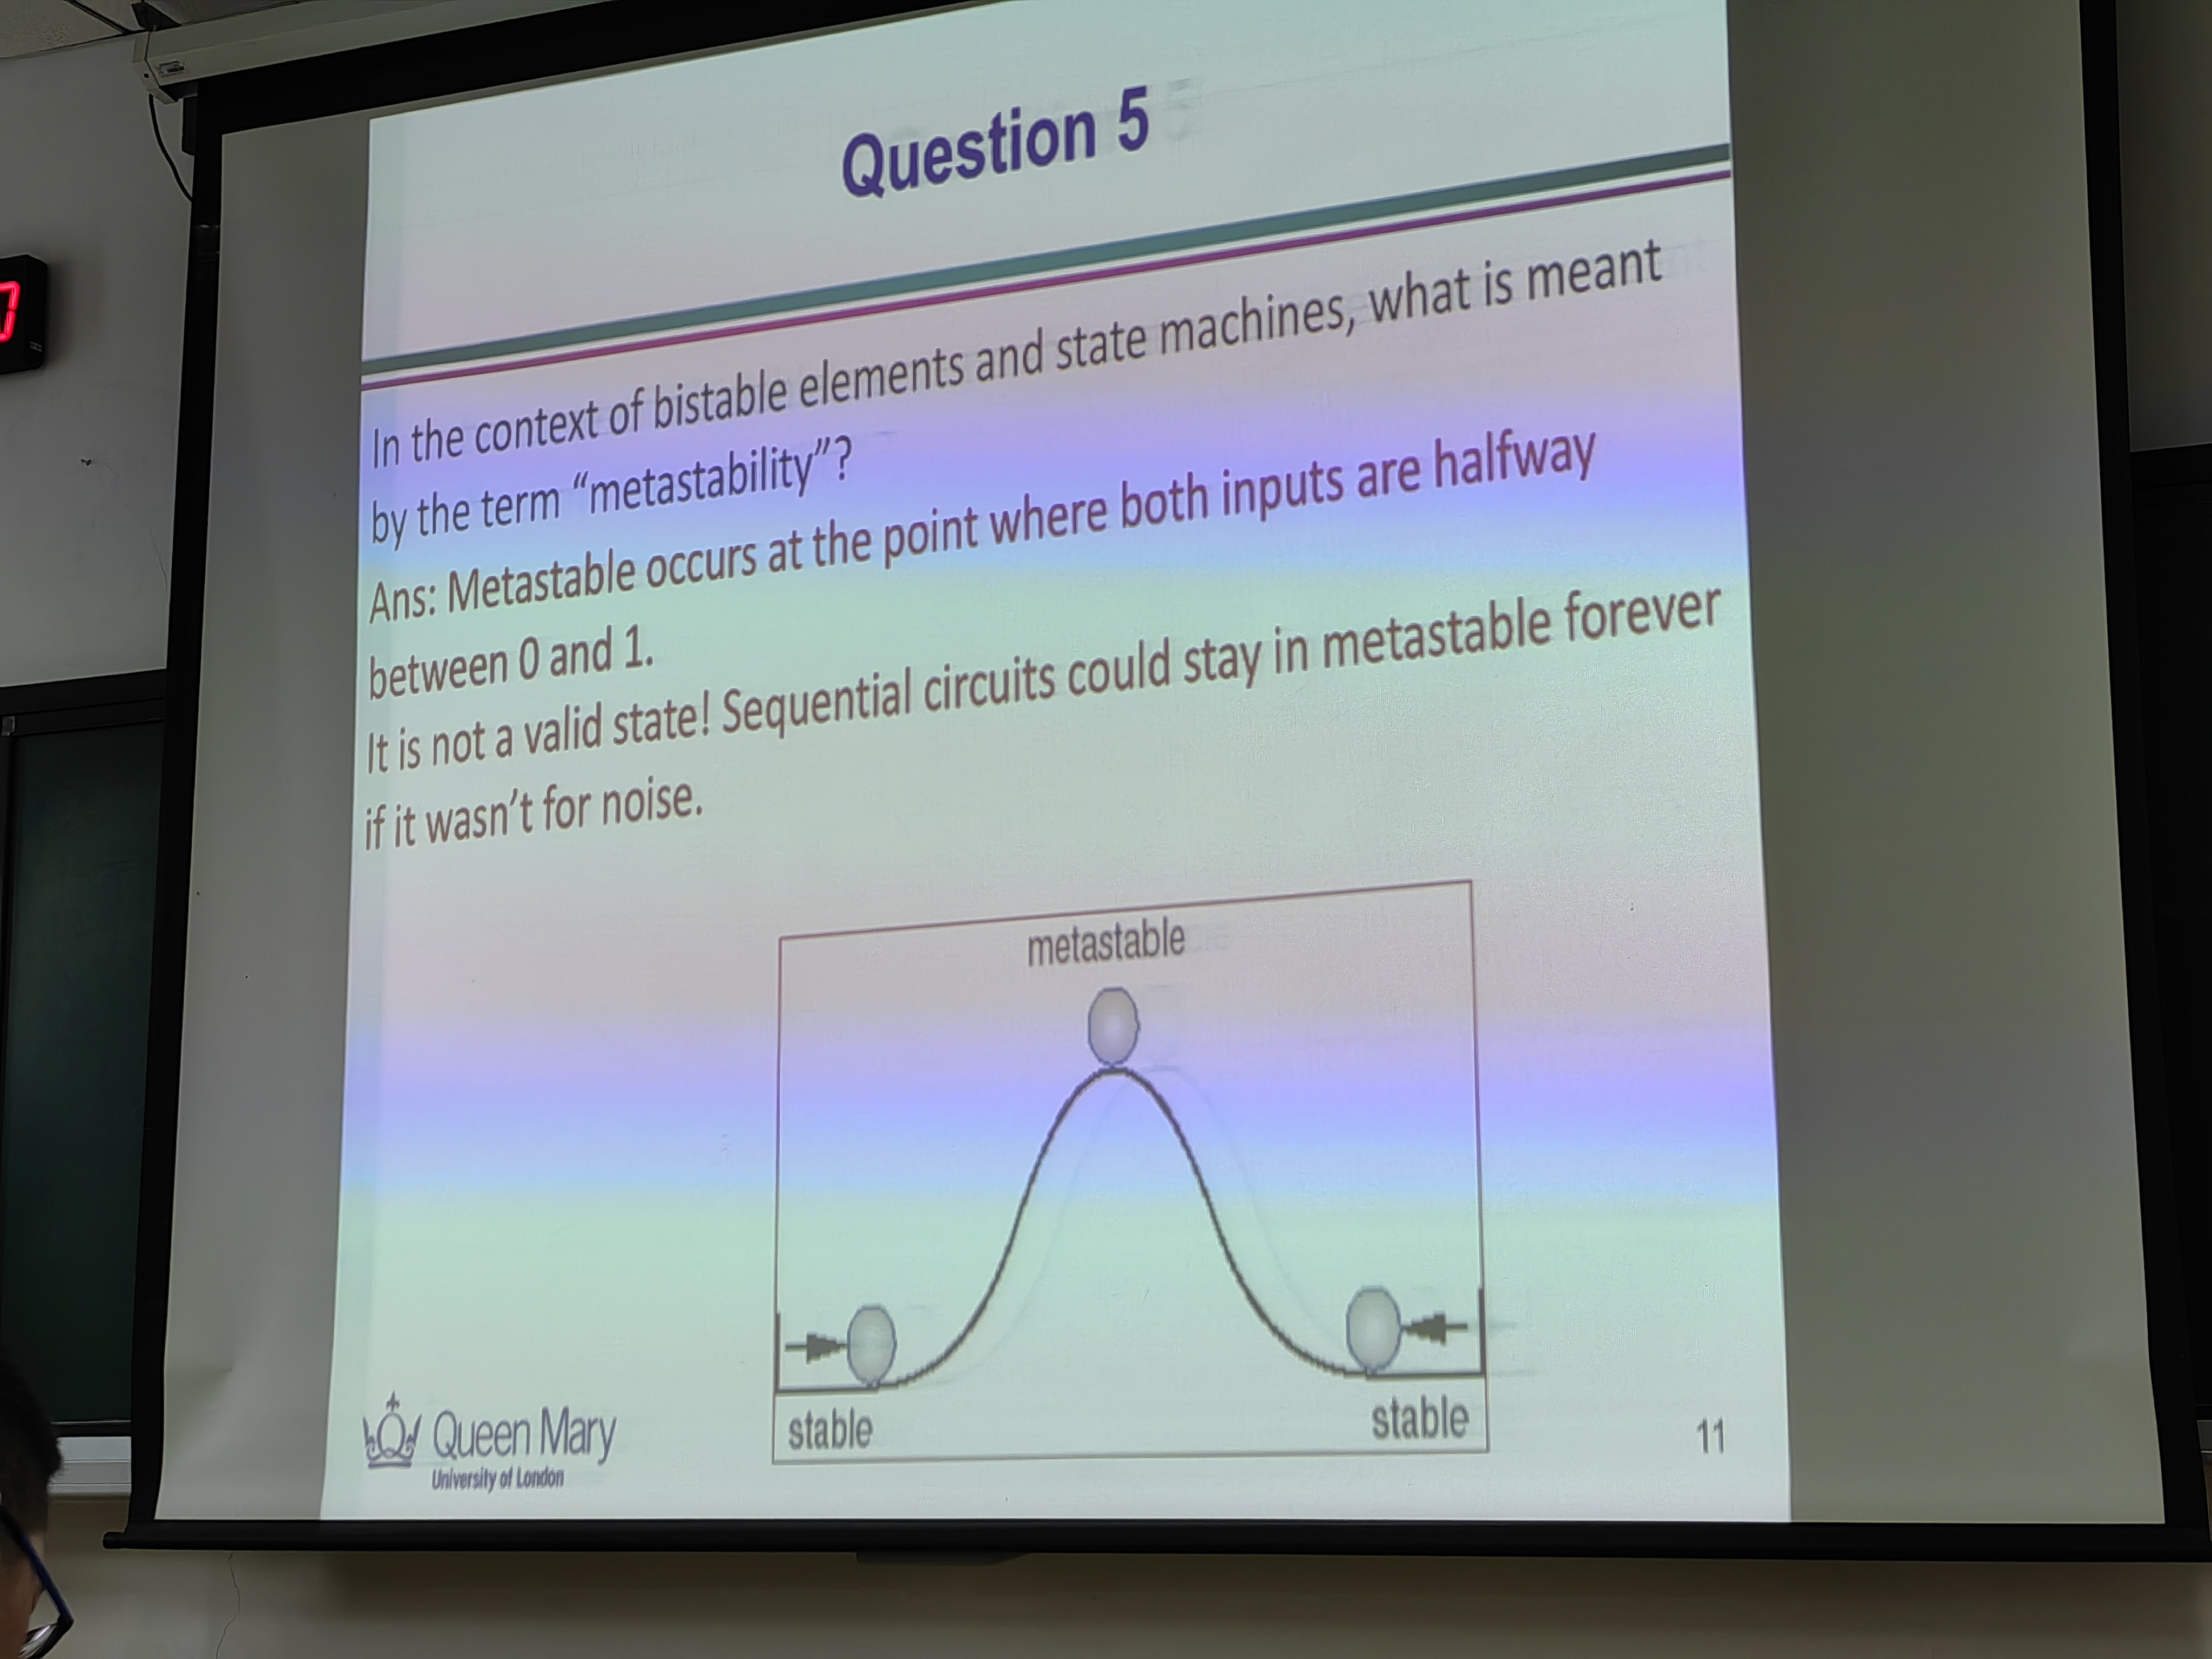 Question 5
In the context of bistable elements and state machines, what is meant
by the term “metastability”?
Ans: Metastable occurs at the point where both inputs are halfway
between 0 and 1.
It is not a valid state! Sequential circuits could stay in metastable forever
if it wasn’t for noise.
metastable
stable
stable
Queen Mary
University of London
11